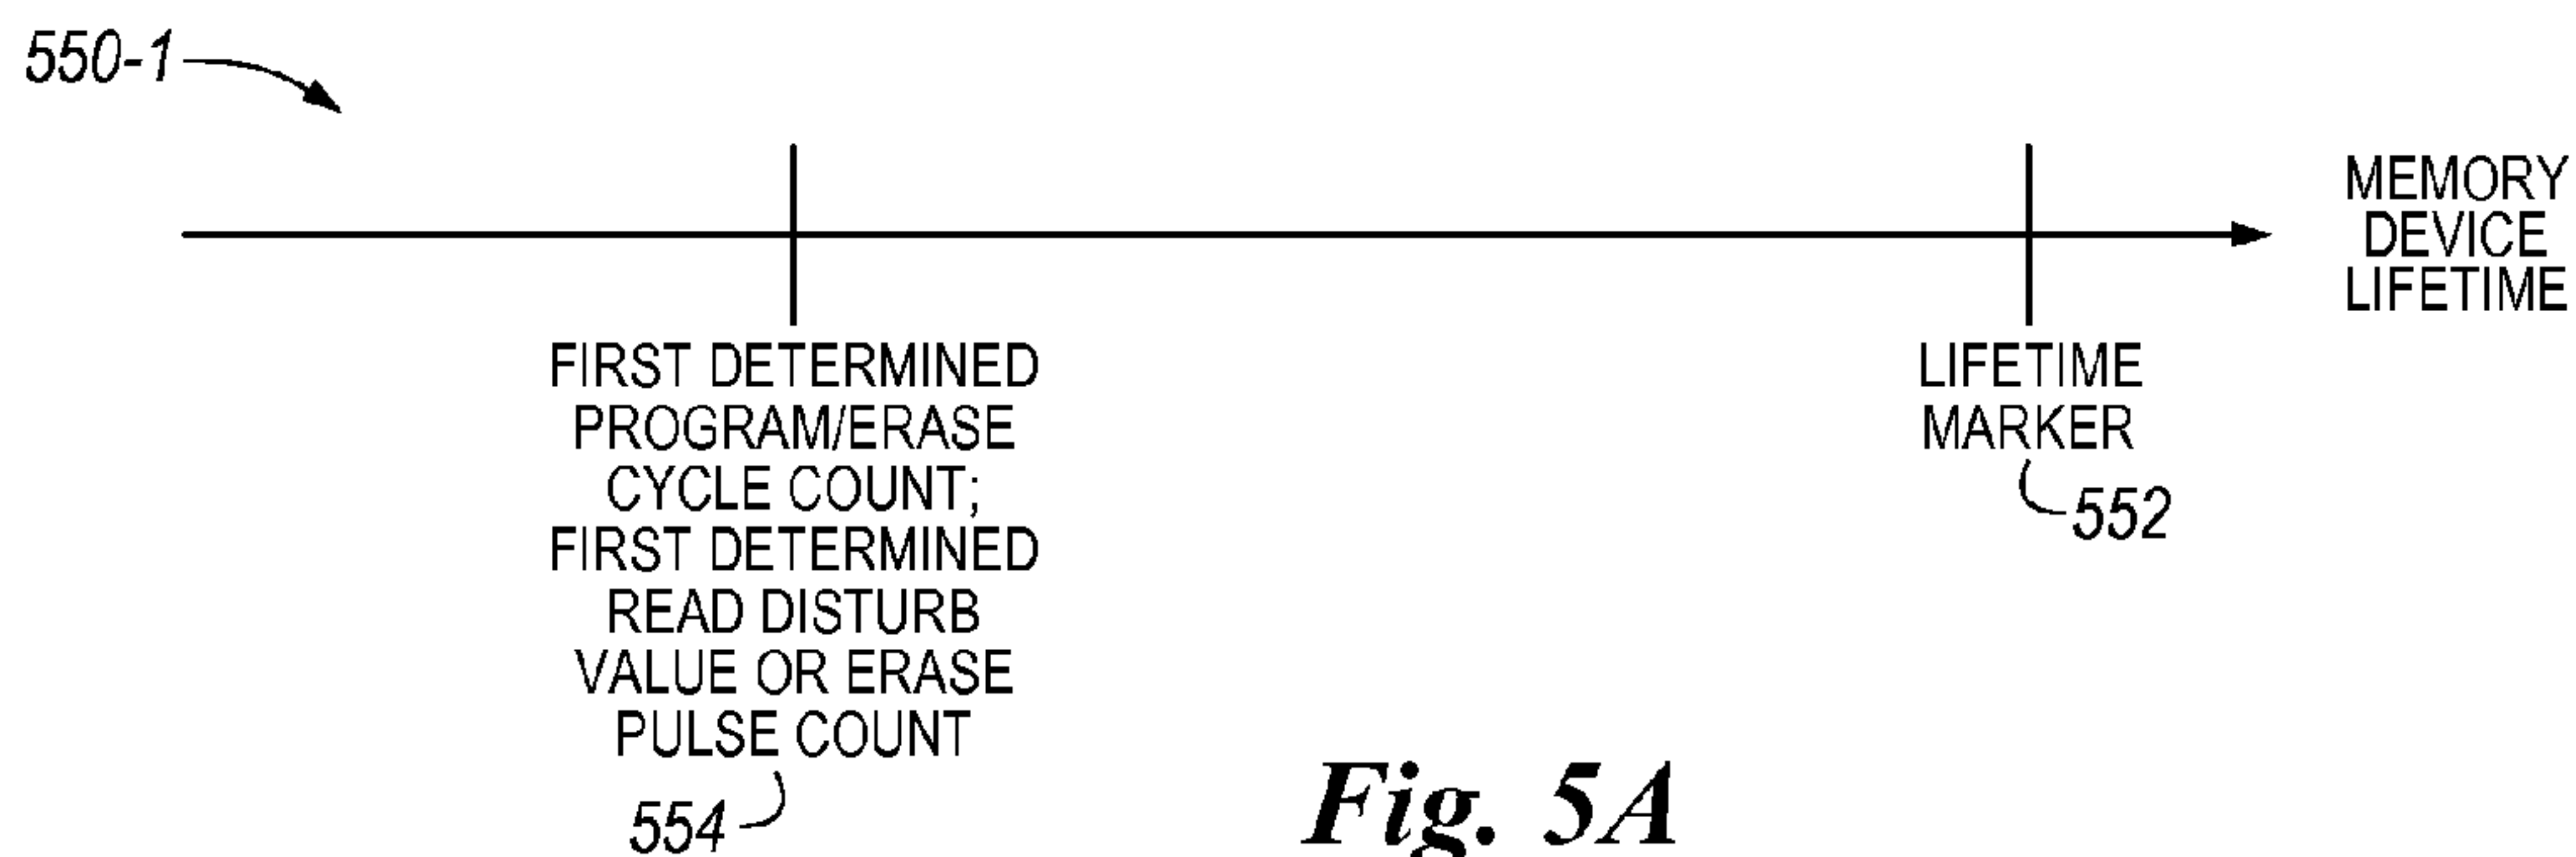 550-1
MEMORY
DEVICE
LIFETIME
FIRST DETERMINED
PROGRAM/ERASE
CYCLE COUNT;
FIRST DETERMINED
READ DISTURB
VALUE OR ERASE
PULSE COUNT
554
LIFETIME
MARKER
552
Fig. 5A